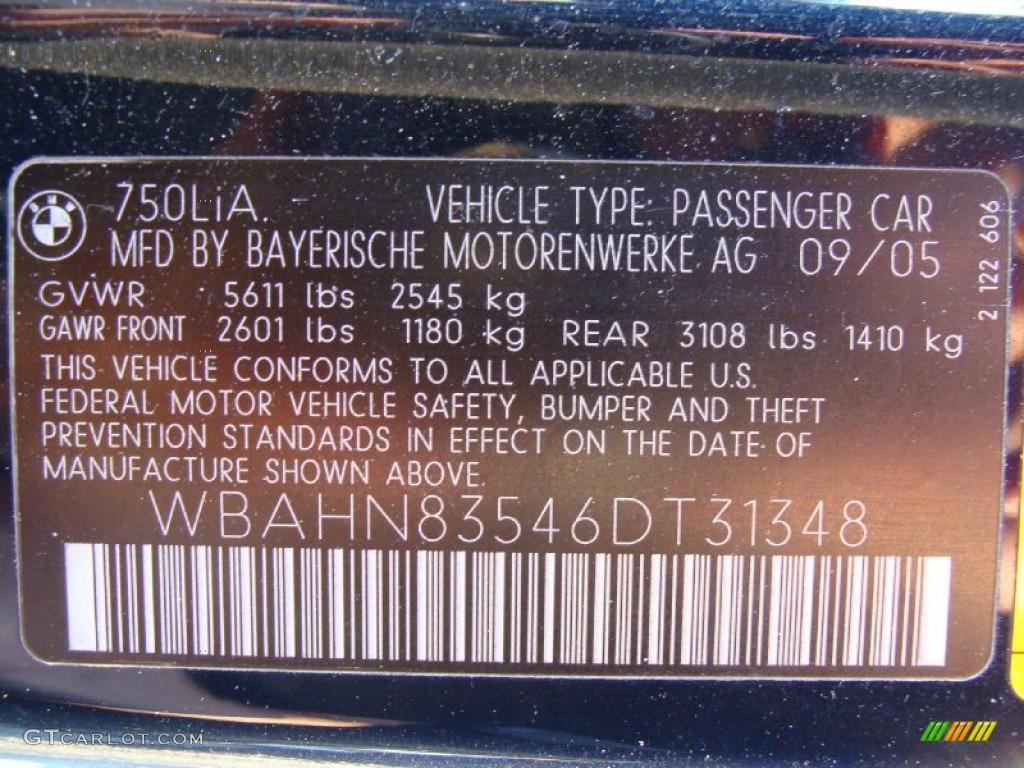 750LiA. VEHICLE TYPE: PASSENGER CAR
MFD BY BAYERISCHE MOTORENWERKE AG 09/05
GVWR 5611 lbs 2545 kg
GAWR FRONT 2601 lbs 1180 kg REAR 3108 lbs 1410 kg
THIS VEHICLE CONFORMS TO ALL APPLICABLE U.S.
FEDERAL MOTOR VEHICLE SAFETY, BUMPER AND THEFT
PREVENTION STANDARDS IN EFFECT ON THE DATE OF
MANUFACTURE SHOWN ABOVE.
WBAHN83546DT31348
2 122 606
GTCARLOT.COM